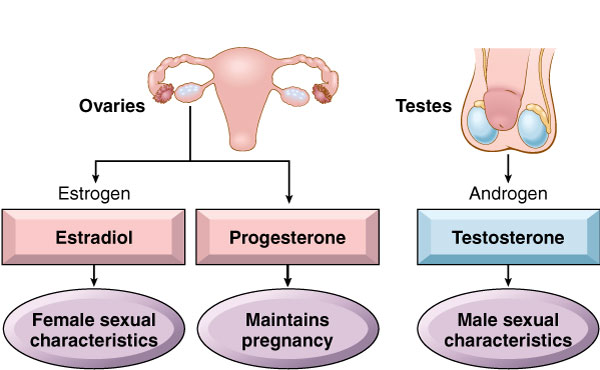 Ovaries
Testes
Estrogen
Androgen
Estradiol
Progesterone
Testosterone
Female sexual
characteristics
Maintains
pregnancy
Male sexual
characteristics